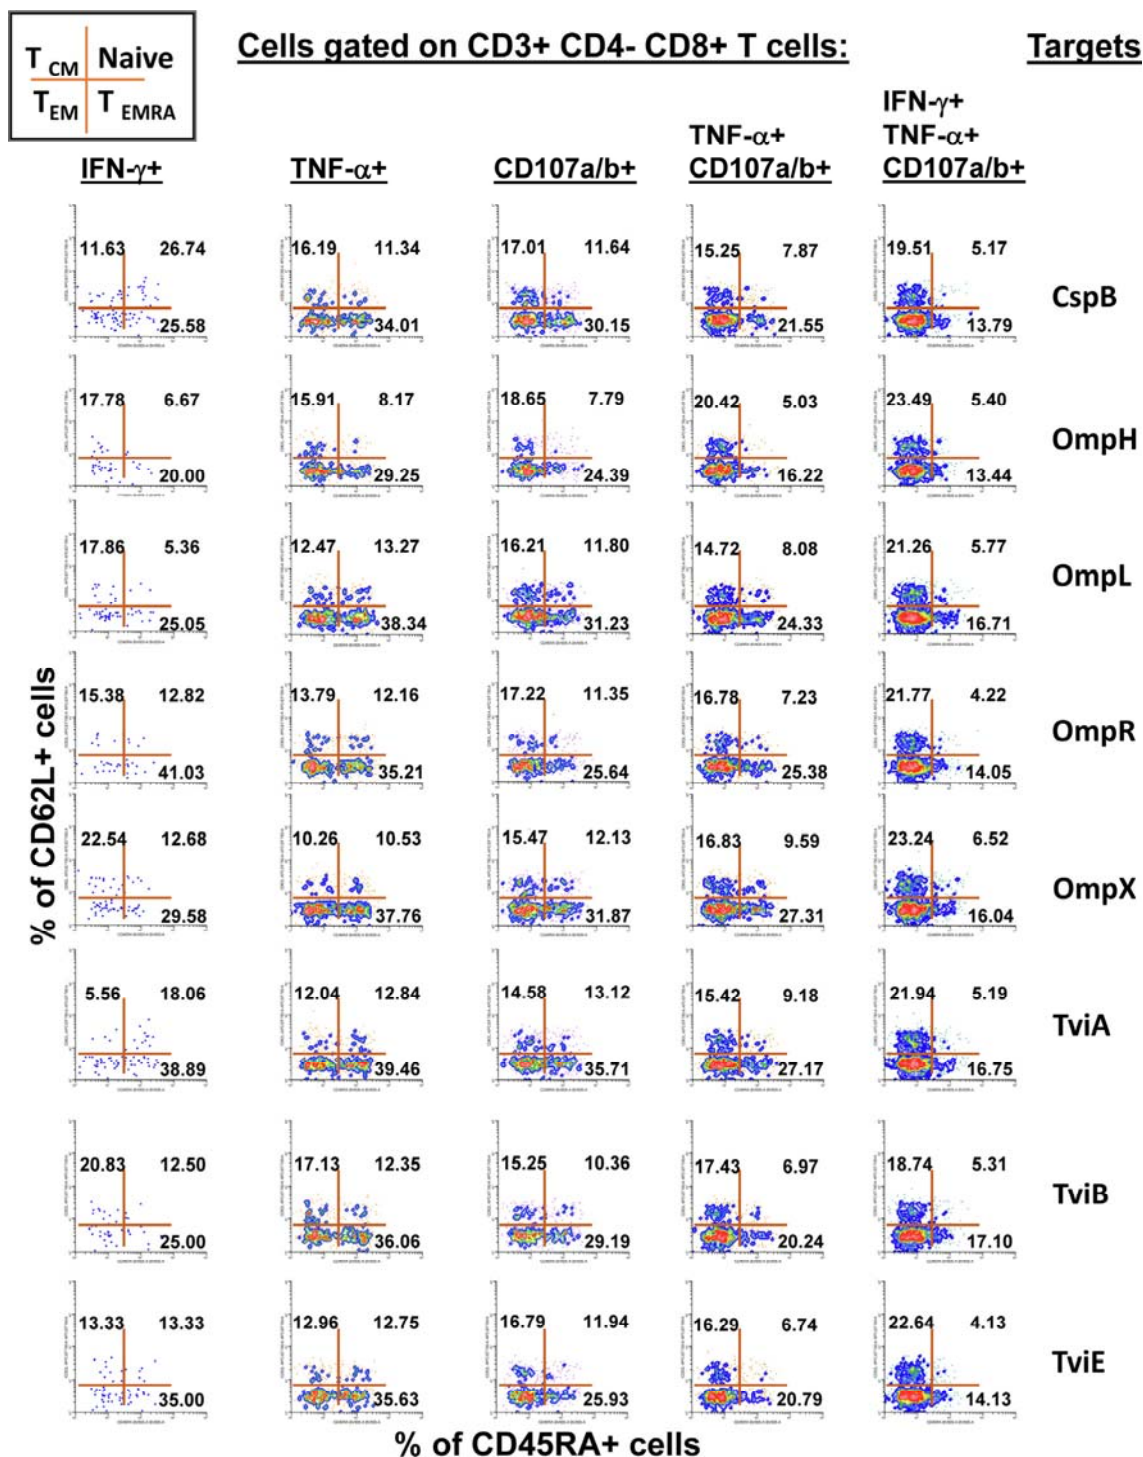 Cells gated on CD3+ CD4- CD8+ T cells:
Targets
T CM Naive
T EM T EMRA
IFN-γ+
TNF-α+
CD107a/b+
TNF-α+
CD107a/b+
IFN-γ+
TNF-α+
CD107a/b+
11.63 26.74 16.19 11.34 17.01 11.64 15.25 7.87 19.51 5.17
CspB
25.58 34.01 30.15 21.55 13.79
17.78 6.67 15.91 8.17 18.65 7.79 20.42 5.03 23.49 5.40
OmpH
20.00 29.25 24.39 16.22 13.44
17.86 5.36 12.47 13.27 16.21 11.80 14.72 8.08 21.26 5.77
OmpL
25.05 38.34 31.23 24.33 16.71
15.38 12.82 13.79 12.16 17.22 11.35 16.78 7.23 21.77 4.22
OmpR
41.03 35.21 25.64 25.38 14.05
22.54 12.68 10.26 10.53 15.47 12.13 16.83 9.59 23.24 6.52
OmpX
29.58 37.76 31.87 27.31 16.04
5.56 18.06 12.04 12.84 14.58 13.12 15.42 9.18 21.94 5.19
TviA
38.89 39.46 35.71 27.17 16.75
20.83 12.50 17.13 12.35 15.25 10.36 17.43 6.97 18.74 5.31
TviB
25.00 36.06 29.19 20.24 17.10
13.33 13.33 12.96 12.75 16.79 11.94 16.29 6.74 22.64 4.13
TviE
35.00 35.63 25.93 20.79 14.13
% of CD62L+ cells
% of CD45RA+ cells